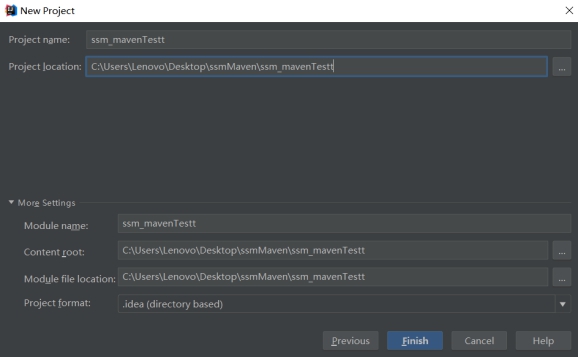 New Project
Project name: ssm_mavenTestt
Project location: C:\Users\Lenovo\Desktop\ssmMaven\ssm_mavenTestt ...
More Settings
Module name: ssm_mavenTestt
Content root: C:\Users\Lenovo\Desktop\ssmMaven\ssm_mavenTestt ...
Module file location: C:\Users\Lenovo\Desktop\ssmMaven\ssm_mavenTestt ...
Project format: .idea (directory based)
Previous Finish Cancel Help